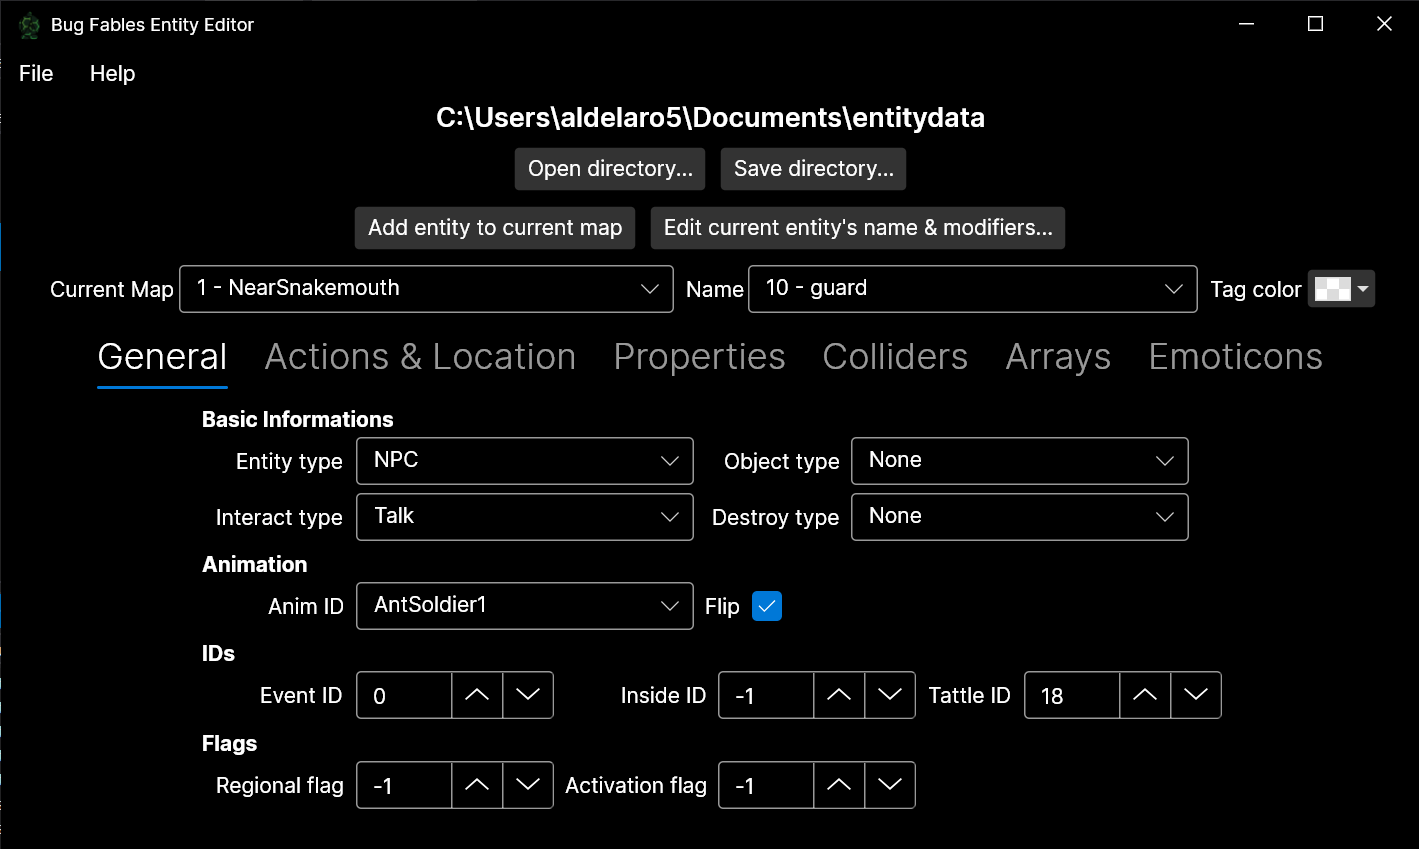 Bug Fables Entity Editor
File Help
C:\Users\aldelaro5\Documents\entitydata
Open directory... Save directory...
Add entity to current map Edit current entity's name & modifiers...
Current Map 1 - NearSnakemouth Name 10 - guard Tag color
General Actions & Location Properties Colliders Arrays Emoticons
Basic Informations
Entity type NPC Object type None
Interact type Talk Destroy type None
Animation
Anim ID AntSoldier1 Flip
IDs
Event ID 0 Inside ID -1 Tattle ID 18
Flags
Regional flag -1 Activation flag -1